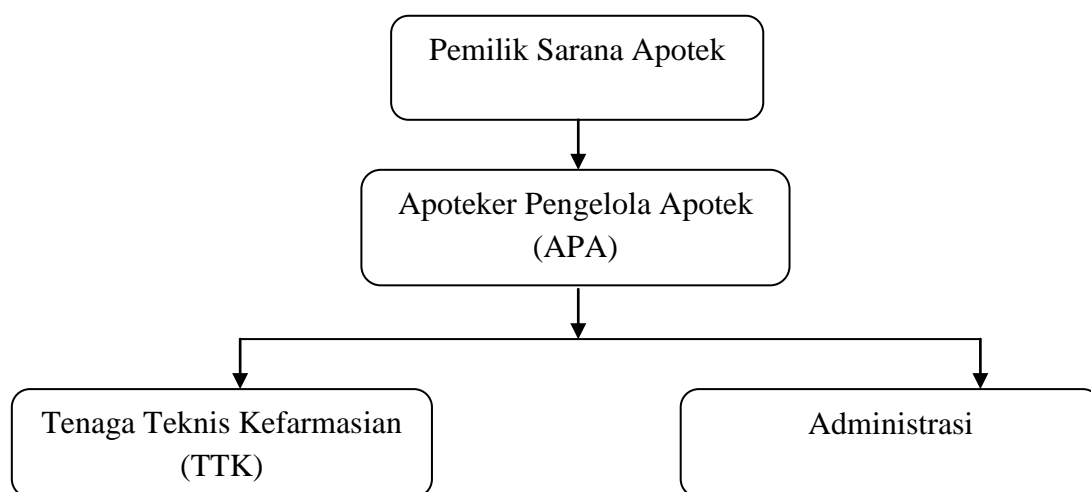 Pemilik Sarana Apotek
Apoteker Pengelola Apotek
(APA)
Tenaga Teknis Kefarmasian
(TTK)
Administrasi